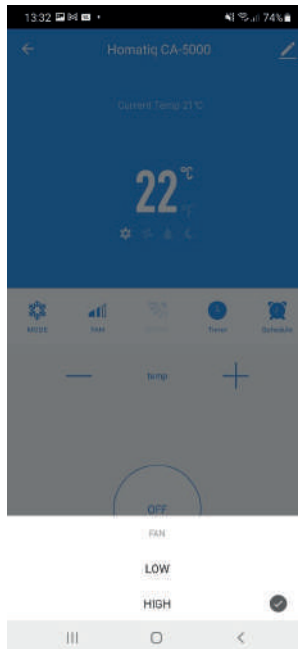 13:32 74%
Homatiq CA-5000
Current Temp 21℃
22℃
℉
MODE FAN Timer Schedule
temp
OFF
FAN
LOW
HIGH